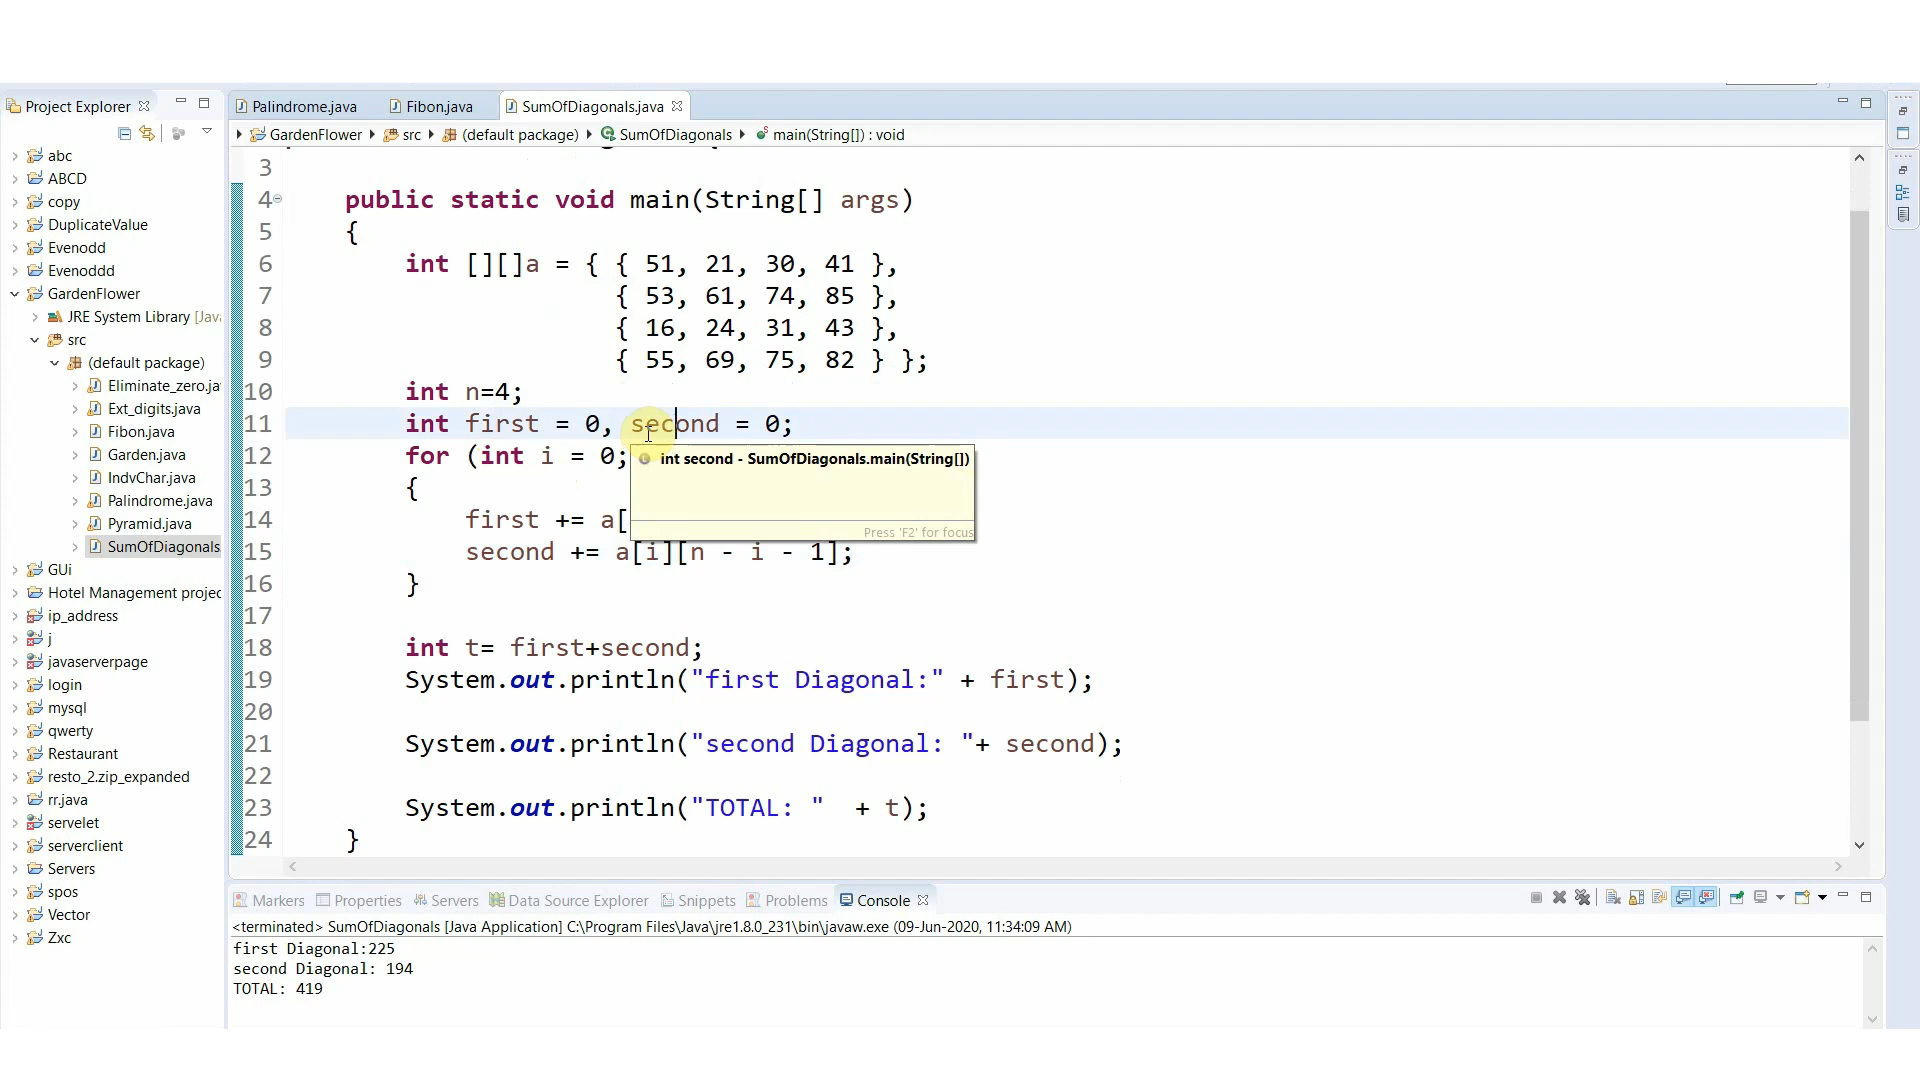 Project Explorer
Palindrome.java
Fibon.java
SumOfDiagonals.java
GardenFlower
src
(default package)
SumOfDiagonals
main(String[]) : void
abc
ABCD
copy
DuplicateValue
Evenodd
Evenoddd
GardenFlower
JRE System Library [Jav
src
(default package)
Eliminate_zero.ja
Ext_digits.java
Fibon.java
Garden.java
IndvChar.java
Palindrome.java
Pyramid.java
SumOfDiagonals
GUi
Hotel Management projec
ip_address
j
javaserverpage
login
mysql
qwerty
Restaurant
resto_2.zip_expanded
rr.java
servelet
serverclient
Servers
spos
Vector
Zxc
3
4 public static void main(String[] args)
5 {
6 int [][]a = { { 51, 21, 30, 41 },
7 { 53, 61, 74, 85 },
8 { 16, 24, 31, 43 },
9 { 55, 69, 75, 82 } };
10 int n=4;
11 int first = 0, second = 0;
12 for (int i = 0;
int second - SumOfDiagonals.main(String[])
Press 'F2' for focus
13 {
14 first += a[
15 second += a[i][n - i - 1];
16 }
17
18 int t= first+second;
19 System.out.println("first Diagonal:" + first);
20
21 System.out.println("second Diagonal: "+ second);
22
23 System.out.println("TOTAL: " + t);
24 }
Markers
Properties
Servers
Data Source Explorer
Snippets
Problems
Console
<terminated> SumOfDiagonals [Java Application] C:\Program Files\Java\jre1.8.0_231\bin\javaw.exe (09-Jun-2020, 11:34:09 AM)
first Diagonal:225
second Diagonal: 194
TOTAL: 419